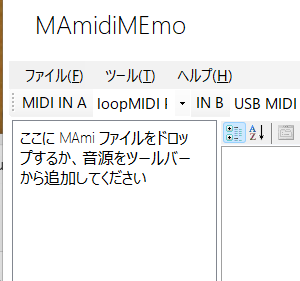 MAmidiMEmo
ファイル(F) ツール(T) ヘルプ(H)
MIDI IN A loopMIDI IN B USB MIDI
ここに MAmi ファイルをドロッ
プするか、音源をツールバー
から追加してください